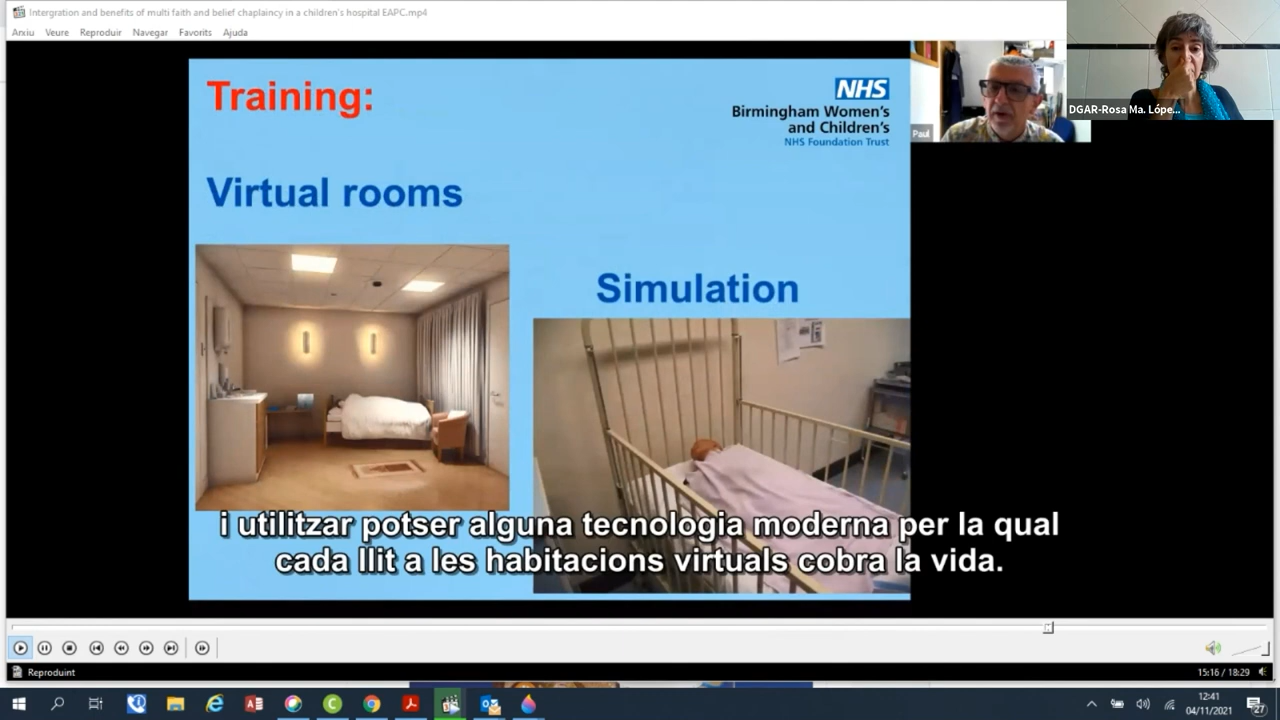 Intergration and benefits of multi faith and belief chaplaincy in a children's hospital EAPC.mp4
Arxiu Veure Reproduir Navegar Favorits Ajuda
Training:
NHS
Birmingham Women's
and Children's
NHS Foundation Trust
Paul
DGAR-Rosa Ma. Lópe...
Virtual rooms
Simulation
i utilitzar potser alguna tecnologia moderna per la qual
cada llit a les habitacions virtuals cobra la vida.
Reproduint
15:16 / 18:29
12:41
04/11/2021
27